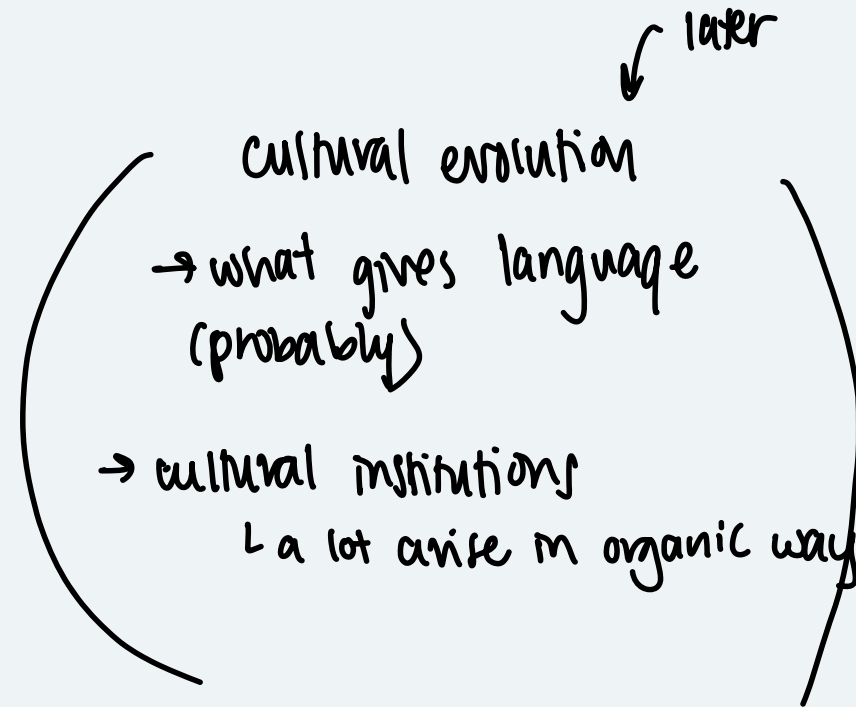 later
cultural evolution
→ what gives language
(probably)
→ cultural institutions
└ a lot arise in organic way